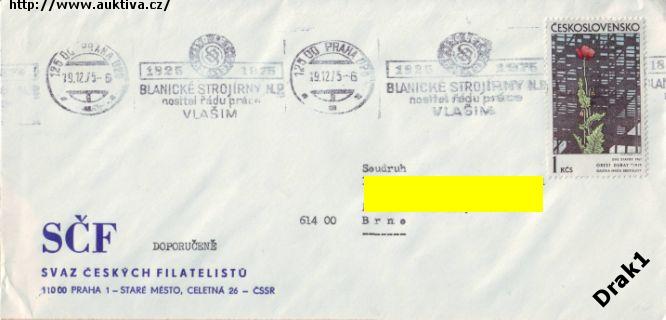 http://www.auktiva.cz/
125 00 PRAHA 025
19.12.75-6
1825 1975
BLANICKÉ STROJÍRNY N.P.
nositel řádu práce
VLAŠIM
125 00 PRAHA 025
19.12.75-6
1825 1975
BLANICKÉ STROJÍRNY N.P.
nositel řádu práce
VLAŠIM
ČESKOSLOVENSKO
1 KČS
Soudruh
614 00 Brno
SČF
DOPORUČENĚ
SVAZ ČESKÝCH FILATELISTŮ
110 00 PRAHA 1 – STARÉ MĚSTO, CELETNÁ 26 – ČSSR
Drak1